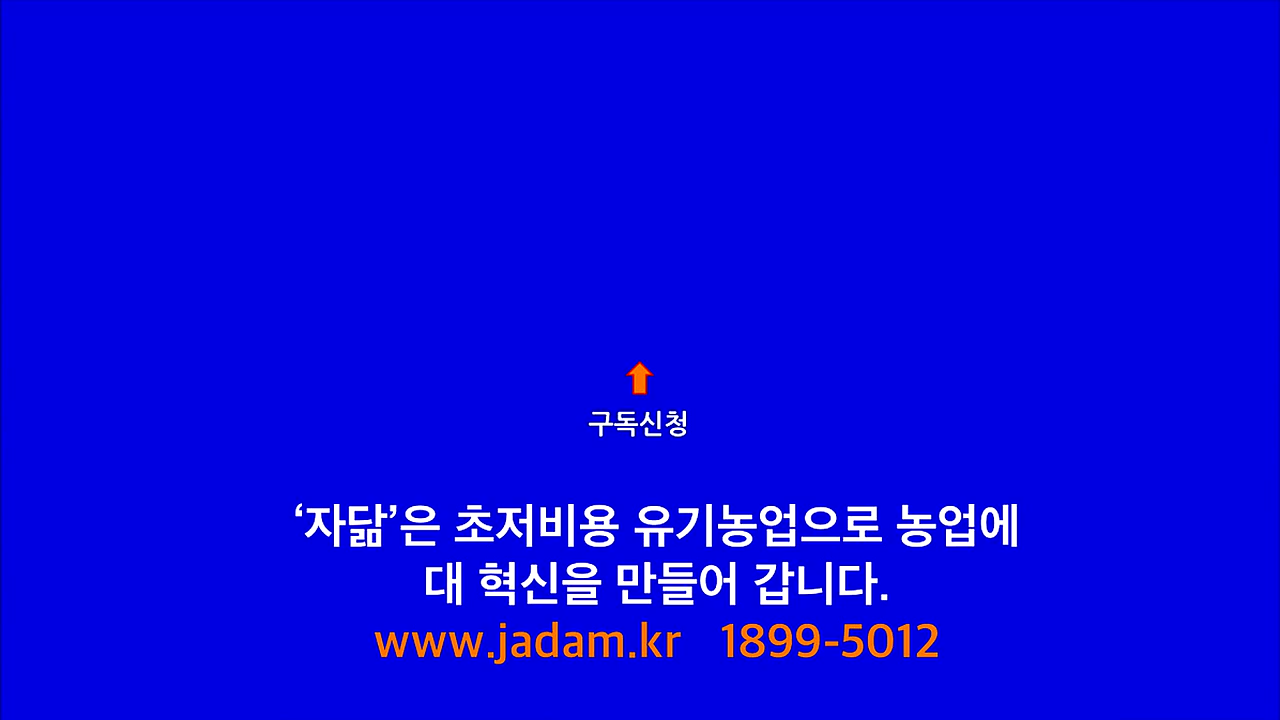 구독신청
‘자닮’은 초저비용 유기농업으로 농업에
대 혁신을 만들어 갑니다.
www.jadam.kr 1899-5012